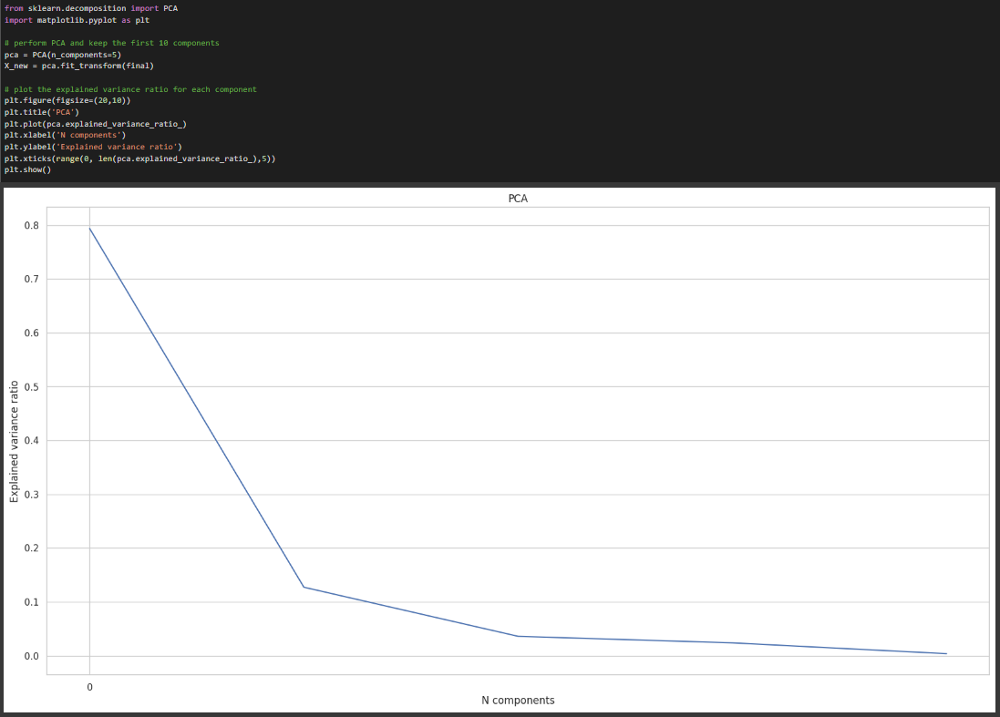 from sklearn.decomposition import PCA
import matplotlib.pyplot as plt
# perform PCA and keep the first 10 components
pca = PCA(n_components=5)
X_new = pca.fit_transform(final)
# plot the explained variance ratio for each component
plt.figure(figsize=(20,10))
plt.title('PCA')
plt.plot(pca.explained_variance_ratio_)
plt.xlabel('N components')
plt.ylabel('Explained variance ratio')
plt.xticks(range(0, len(pca.explained_variance_ratio_),5))
plt.show()
PCA
Explained variance ratio
0.8
0.7
0.6
0.5
0.4
0.3
0.2
0.1
0.0
0
N components